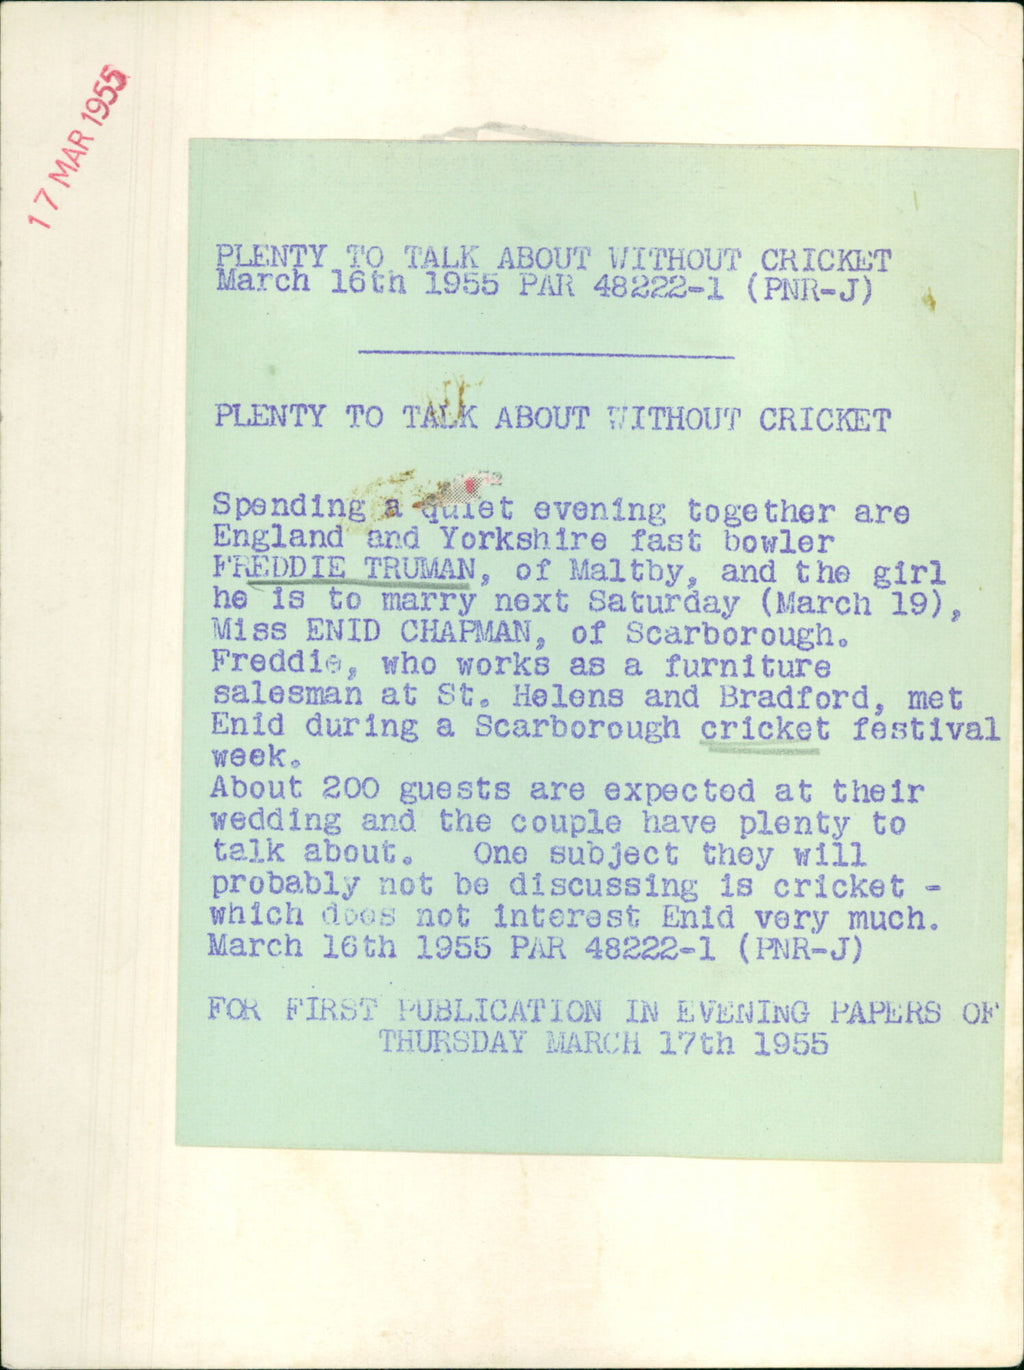 17 MAR 1955
PLENTY TO TALK ABOUT WITHOUT CRICKET
March 16th 1955 PAR 48222-1 (PNR-J)
PLENTY TO TALK ABOUT WITHOUT CRICKET
Spending a quiet evening together are
England and Yorkshire fast bowler
FREDDIE TRUMAN, of Maltby, and the girl
he is to marry next Saturday (March 19),
Miss ENID CHAPMAN, of Scarborough.
Freddie, who works as a furniture
salesman at St. Helens and Bradford, met
Enid during a Scarborough cricket festival
week.
About 200 guests are expected at their
wedding and the couple have plenty to
talk about. One subject they will
probably not be discussing is cricket -
which does not interest Enid very much.
March 16th 1955 PAR 48222-1 (PNR-J)
FOR FIRST PUBLICATION IN EVENING PAPERS OF
THURSDAY MARCH 17th 1955